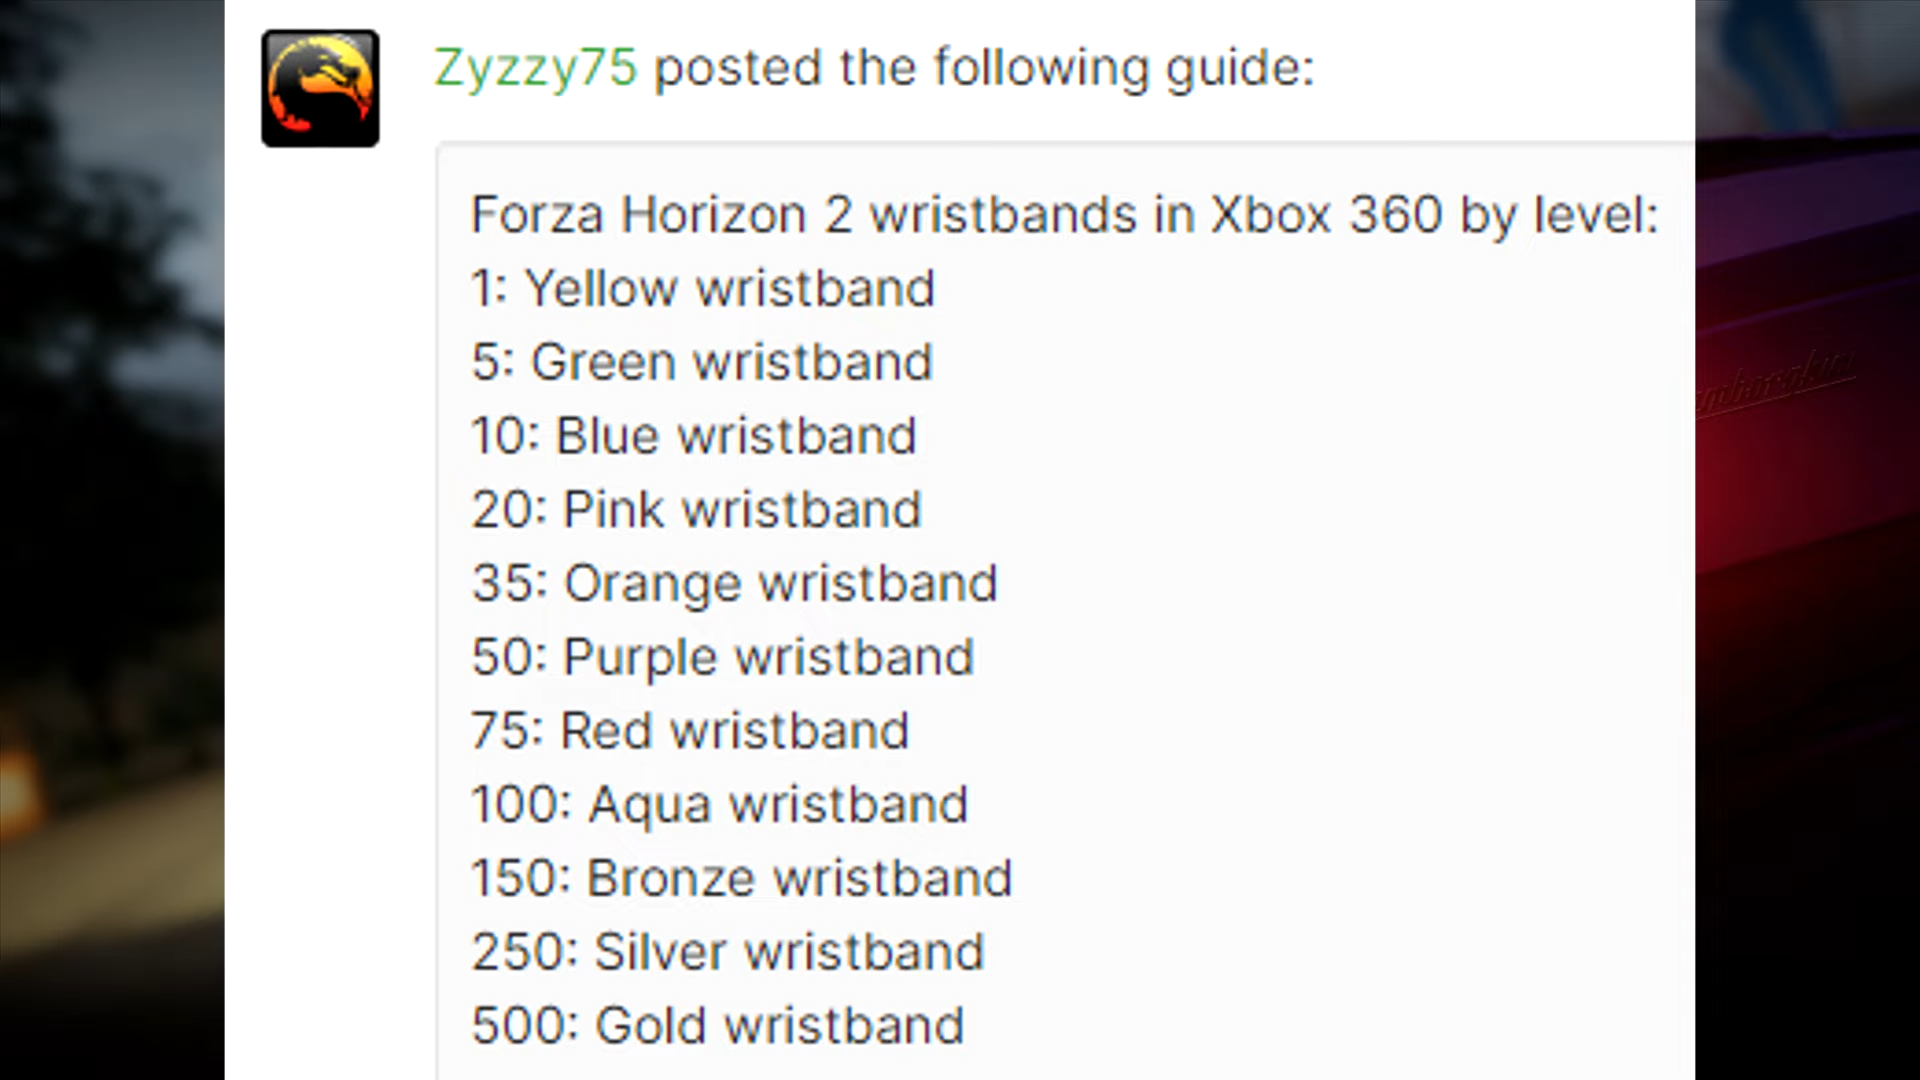 Zyzzy75 posted the following guide:
Forza Horizon 2 wristbands in Xbox 360 by level:
1: Yellow wristband
5: Green wristband
10: Blue wristband
20: Pink wristband
35: Orange wristband
50: Purple wristband
75: Red wristband
100: Aqua wristband
150: Bronze wristband
250: Silver wristband
500: Gold wristband